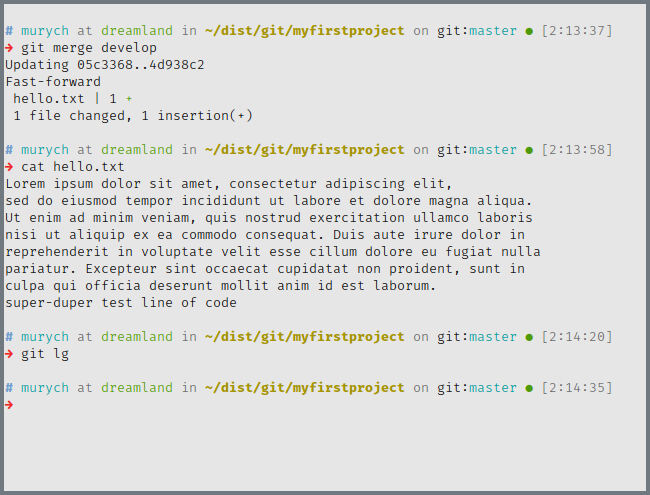 # murych at dreamland in ~/dist/git/myfirstproject on git:master ● [2:13:37]
➜ git merge develop
Updating 05c3368..4d938c2
Fast-forward
 hello.txt | 1 +
 1 file changed, 1 insertion(+)
# murych at dreamland in ~/dist/git/myfirstproject on git:master ● [2:13:58]
➜ cat hello.txt
Lorem ipsum dolor sit amet, consectetur adipiscing elit,
sed do eiusmod tempor incididunt ut labore et dolore magna aliqua.
Ut enim ad minim veniam, quis nostrud exercitation ullamco laboris
nisi ut aliquip ex ea commodo consequat. Duis aute irure dolor in
reprehenderit in voluptate velit esse cillum dolore eu fugiat nulla
pariatur. Excepteur sint occaecat cupidatat non proident, sunt in
culpa qui officia deserunt mollit anim id est laborum.
super-duper test line of code
# murych at dreamland in ~/dist/git/myfirstproject on git:master ● [2:14:20]
➜ git lg
# murych at dreamland in ~/dist/git/myfirstproject on git:master ● [2:14:35]
➜